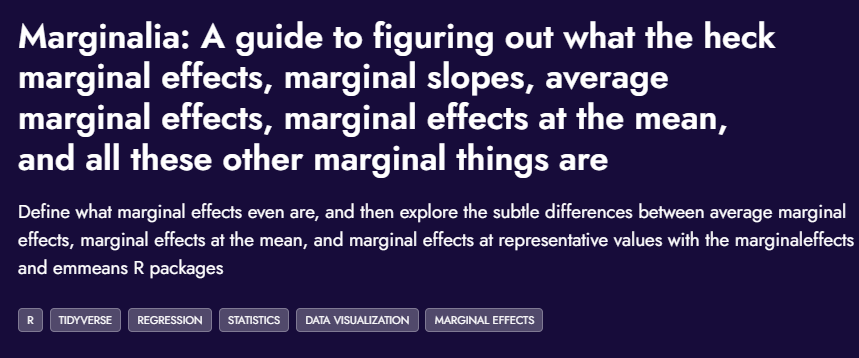 Marginalia: A guide to figuring out what the heck
marginal effects, marginal slopes, average
marginal effects, marginal effects at the mean,
and all these other marginal things are
Define what marginal effects even are, and then explore the subtle differences between average marginal
effects, marginal effects at the mean, and marginal effects at representative values with the marginaleffects
and emmeans R packages
R TIDYVERSE REGRESSION STATISTICS DATA VISUALIZATION MARGINAL EFFECTS